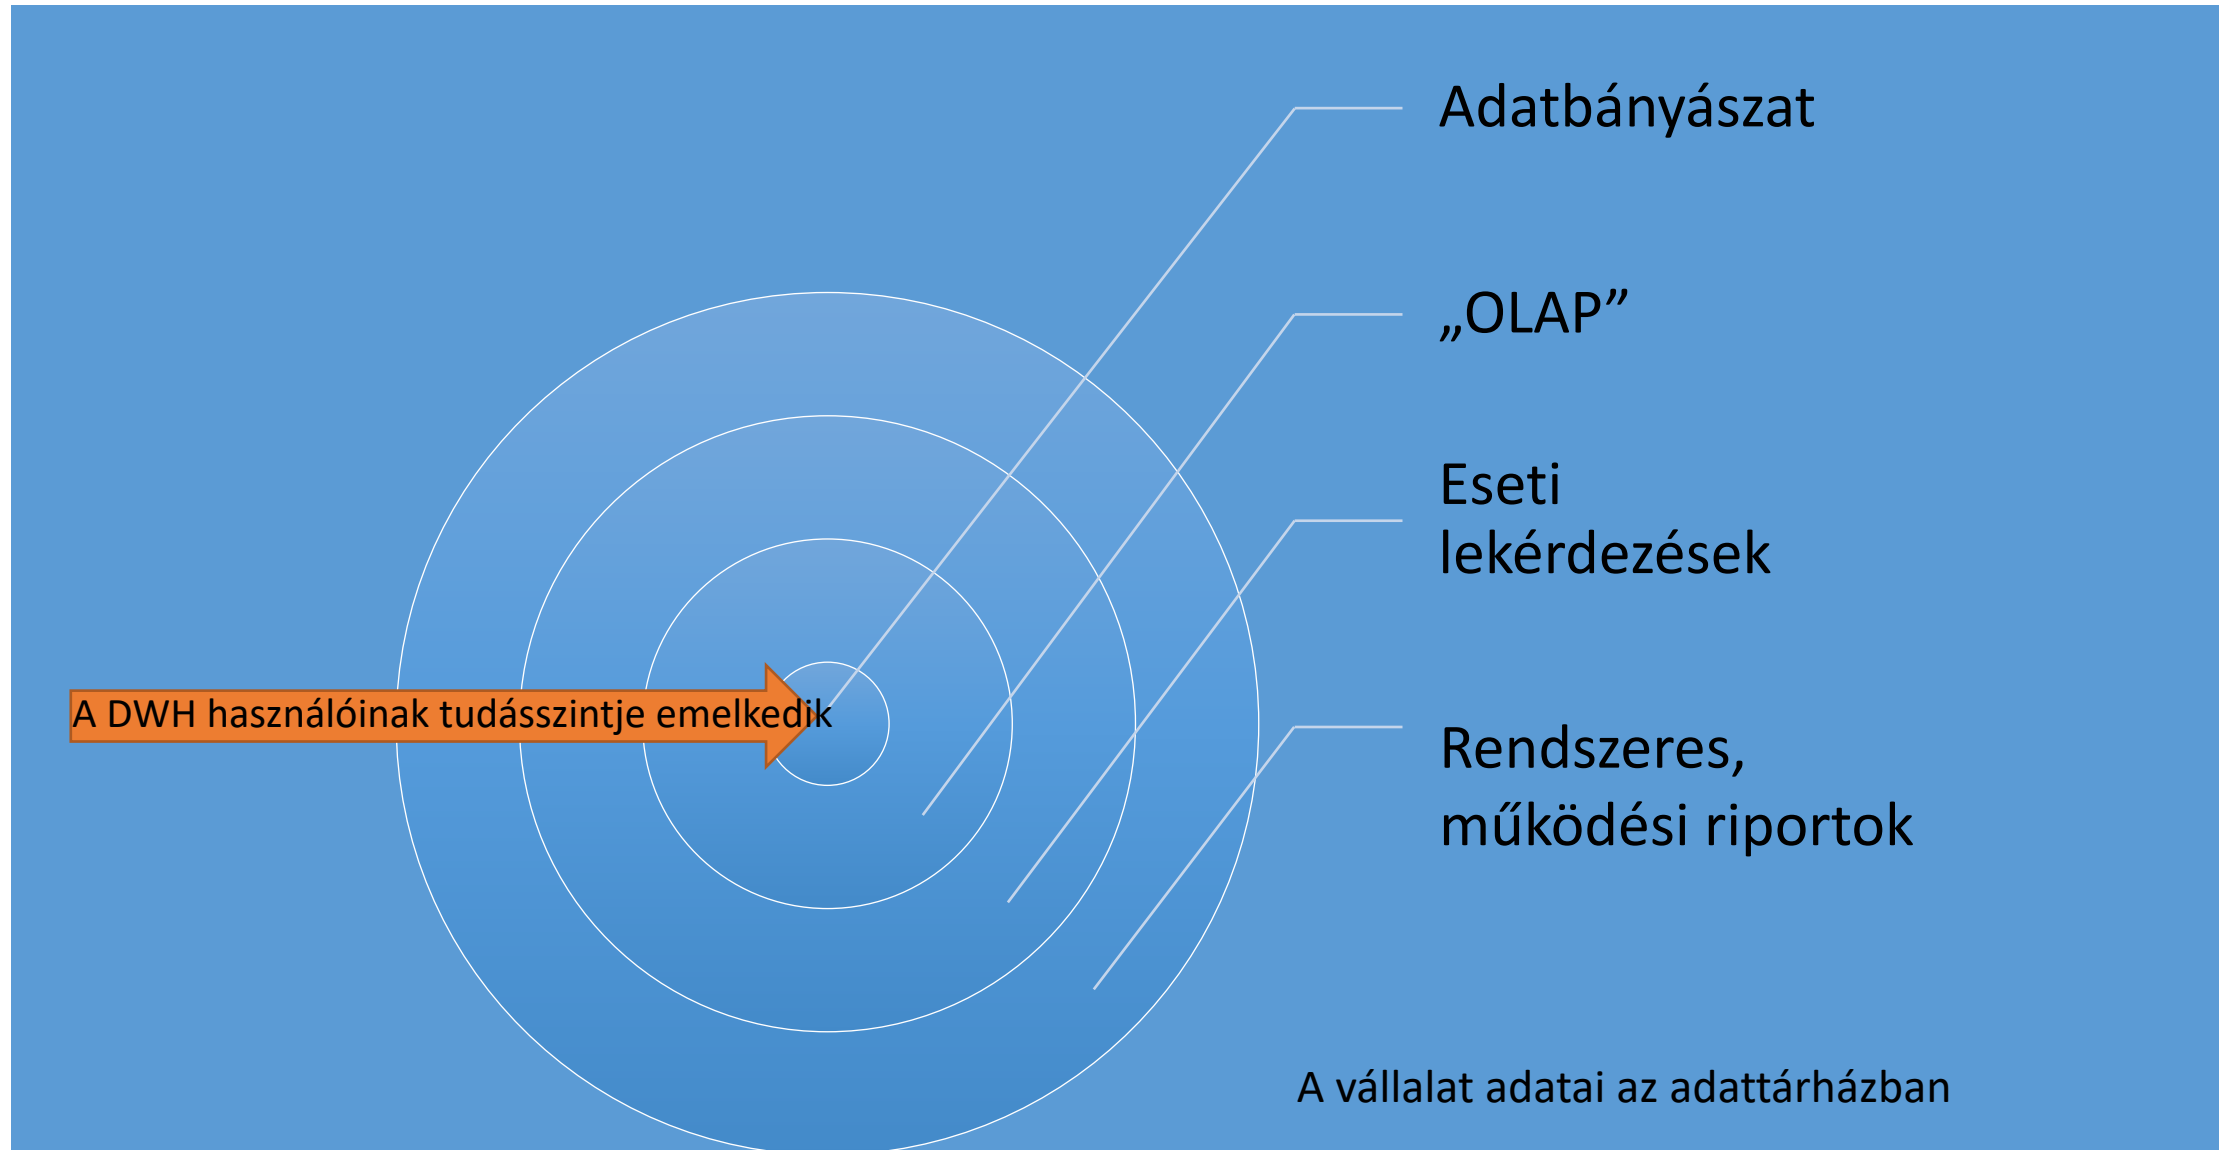 Adatbányászat
„OLAP”
Eseti
lekérdezések
A DWH használóinak tudásszintje emelkedik
Rendszeres,
működési riportok
A vállalat adatai az adattárházban